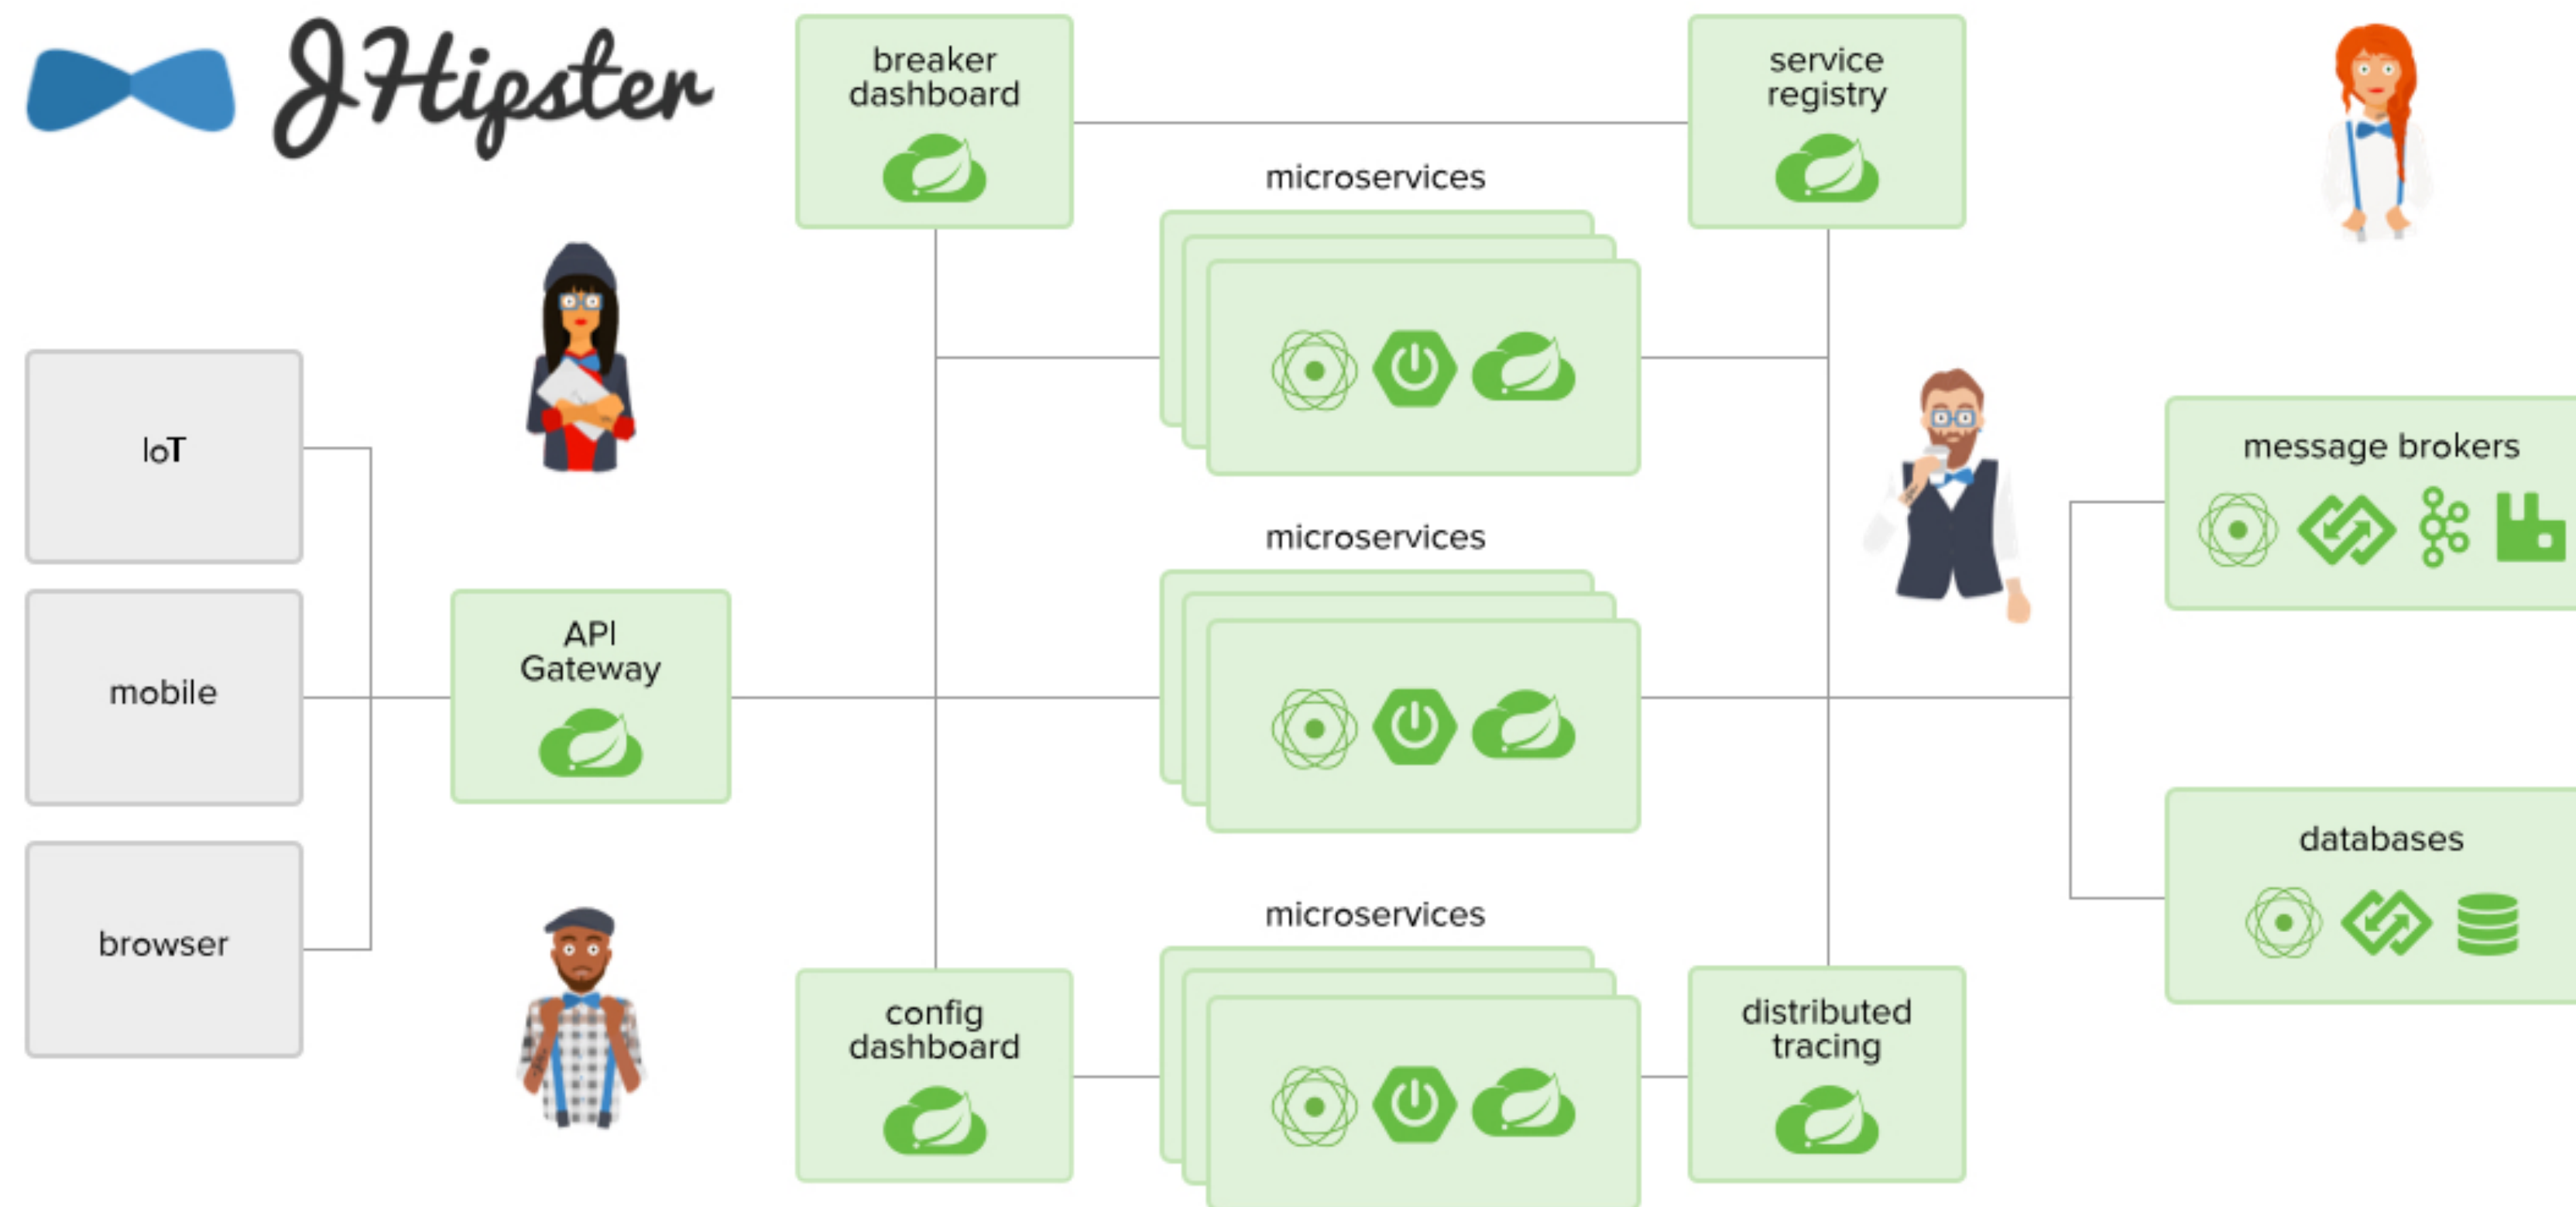 JHipster
breaker
dashboard
service
registry
microservices
IoT
message brokers
microservices
API
Gateway
mobile
databases
microservices
browser
config
dashboard
distributed
tracing